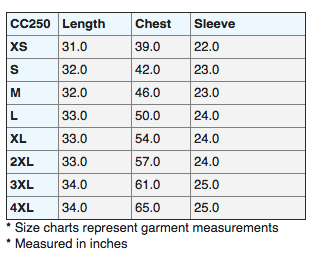 CC250 Length Chest Sleeve
XS 31.0 39.0 22.0
S 32.0 42.0 23.0
M 32.0 46.0 23.0
L 33.0 50.0 24.0
XL 33.0 54.0 24.0
2XL 33.0 57.0 24.0
3XL 34.0 61.0 25.0
4XL 34.0 65.0 25.0
* Size charts represent garment measurements
* Measured in inches